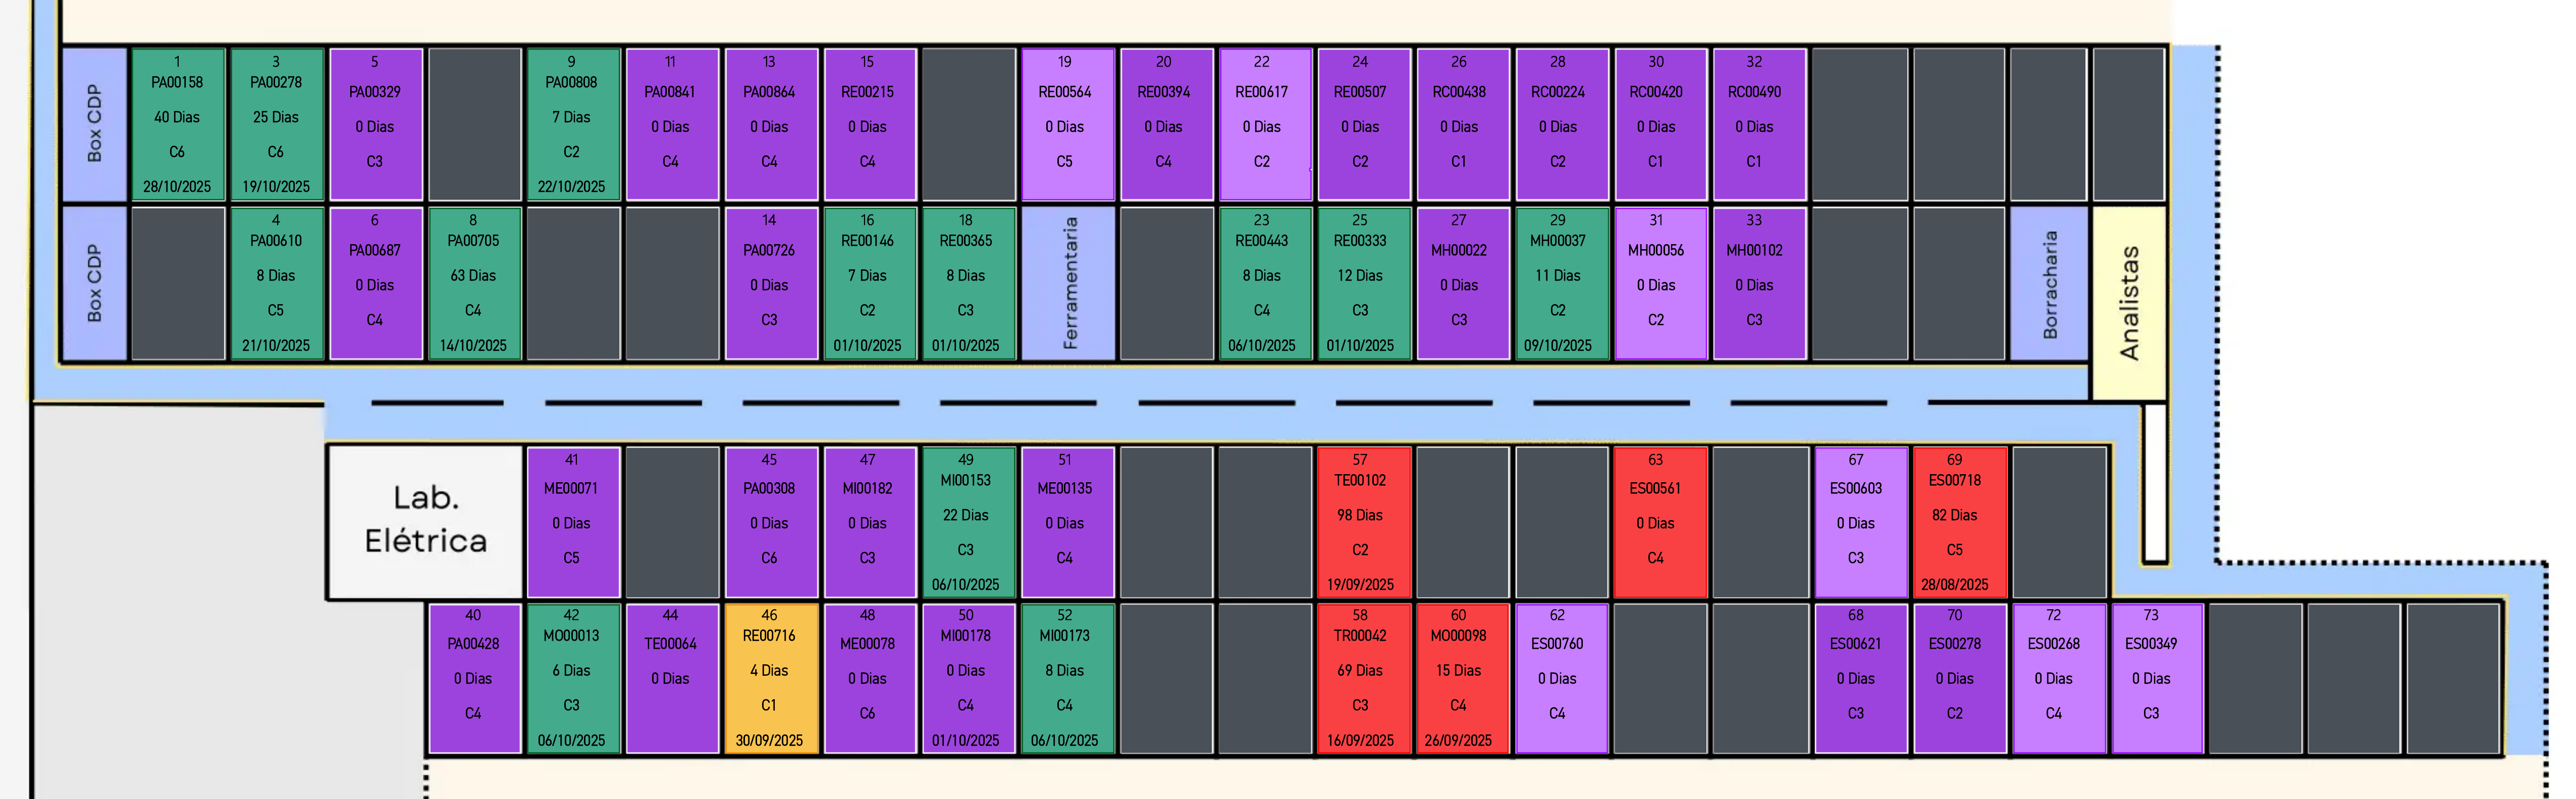 Box CDP
1
PA00158
40 Dias
C6
28/10/2025
3
PA00278
25 Dias
C6
19/10/2025
5
PA00329
0 Dias
C3
9
PA00808
7 Dias
C2
22/10/2025
11
PA00841
0 Dias
C4
13
PA00864
0 Dias
C4
15
RE00215
0 Dias
C4
19
RE00564
0 Dias
C5
20
RE00394
0 Dias
C4
22
RE00617
0 Dias
C2
24
RE00507
0 Dias
C2
26
RC00438
0 Dias
C1
28
RC00224
0 Dias
C2
30
RC00420
0 Dias
C1
32
RC00490
0 Dias
C1
Box CDP
4
PA00610
8 Dias
C5
21/10/2025
6
PA00687
0 Dias
C4
8
PA00705
63 Dias
C4
14/10/2025
14
PA00726
0 Dias
C3
16
RE00146
7 Dias
C2
01/10/2025
18
RE00365
8 Dias
C3
01/10/2025
Ferramentaria
23
RE00443
8 Dias
C4
06/10/2025
25
RE00333
12 Dias
C3
01/10/2025
27
MH00022
0 Dias
C3
29
MH00037
11 Dias
C2
09/10/2025
31
MH00056
0 Dias
C2
33
MH00102
0 Dias
C3
Borracharia
Analistas
Lab.
Elétrica
41
ME00071
0 Dias
C5
45
PA00308
0 Dias
C6
47
MI00182
0 Dias
C3
49
MI00153
22 Dias
C3
06/10/2025
51
ME00135
0 Dias
C4
57
TE00102
98 Dias
C2
19/09/2025
63
ES00561
0 Dias
C4
67
ES00603
0 Dias
C3
69
ES00718
82 Dias
C5
28/08/2025
40
PA00428
0 Dias
C4
42
MO00013
6 Dias
C3
06/10/2025
44
TE00064
0 Dias
46
RE00716
4 Dias
C1
30/09/2025
48
ME00078
0 Dias
C6
50
MI00178
0 Dias
C4
01/10/2025
52
MI00173
8 Dias
C4
06/10/2025
58
TR00042
69 Dias
C3
16/09/2025
60
MO00098
15 Dias
C4
26/09/2025
62
ES00760
0 Dias
C4
68
ES00621
0 Dias
C3
70
ES00278
0 Dias
C2
72
ES00268
0 Dias
C4
73
ES00349
0 Dias
C3